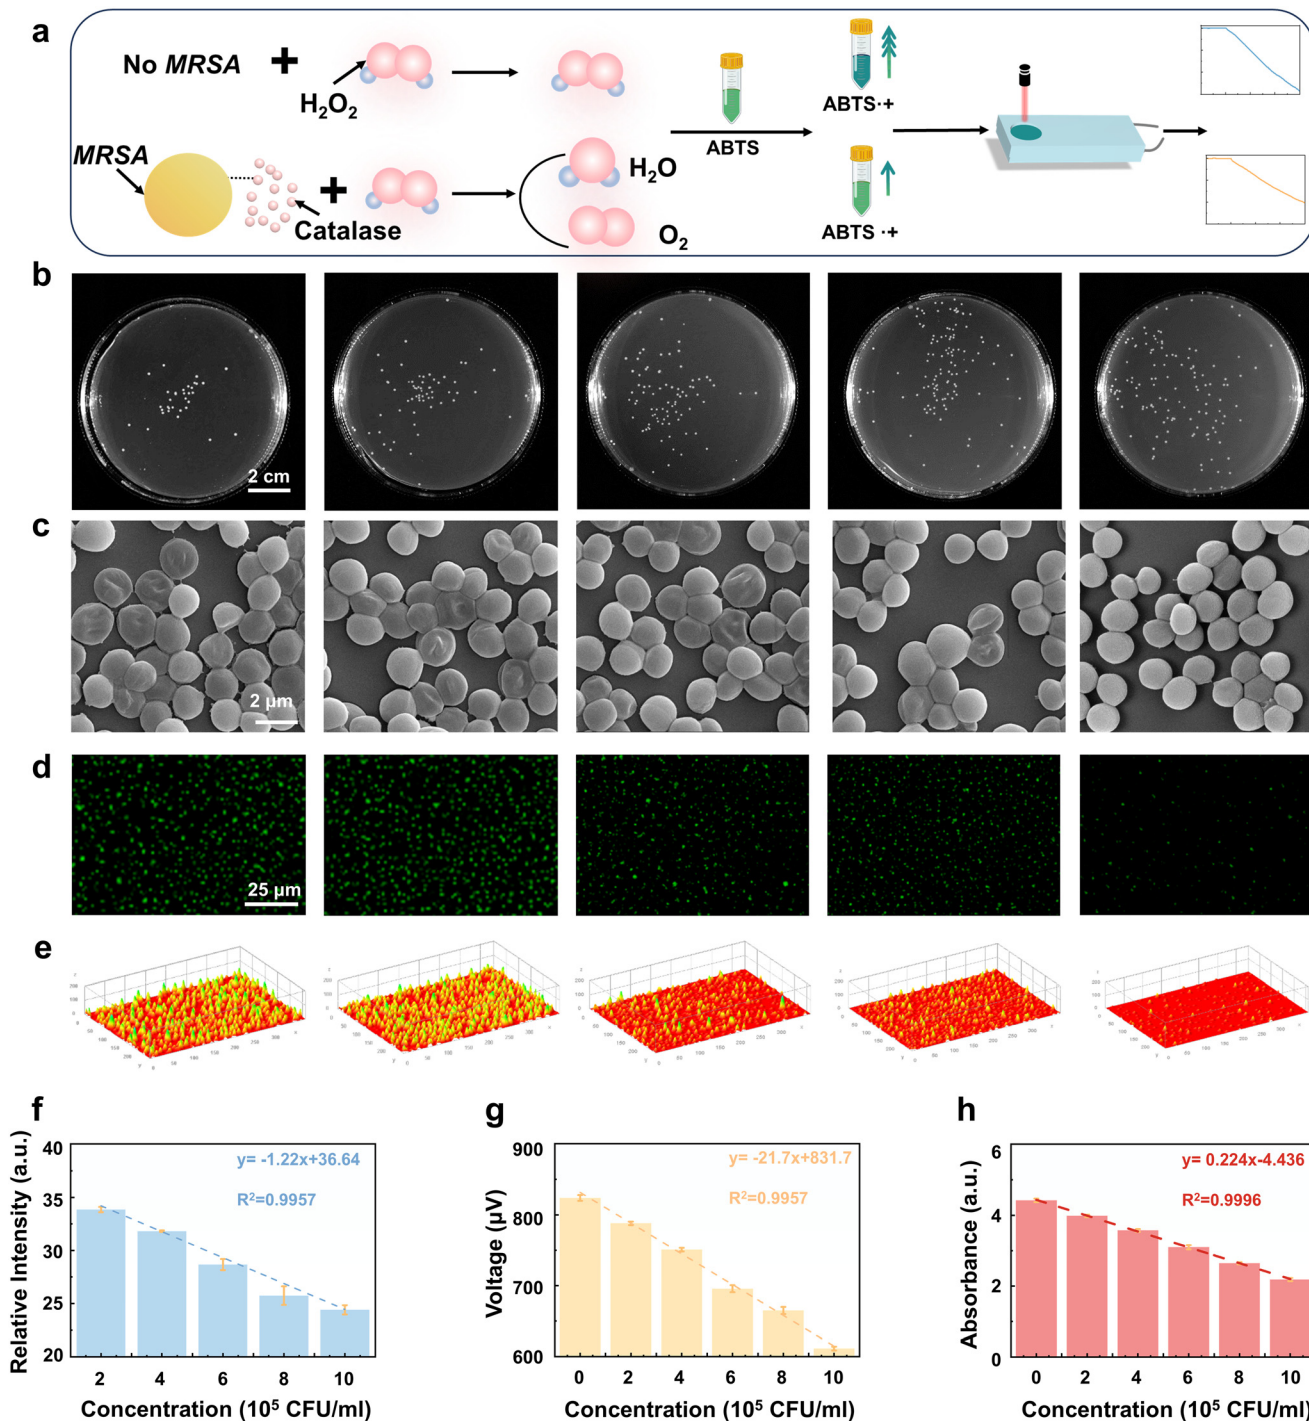 a
No MRSA
+
H₂O₂
ABTS
ABTS·+
MRSA
+
Catalase
H₂O
O₂
ABTS ·+
b
2 cm
c
2 µm
d
25 µm
e
f
Relative Intensity (a.u.)
40
35
30
25
20
y= -1.22x+36.64
R²=0.9957
2 4 6 8 10
Concentration (10⁵ CFU/ml)
g
Voltage (µV)
900
800
700
600
y= -21.7x+831.7
R²=0.9957
0 2 4 6 8 10
Concentration (10⁵ CFU/ml)
h
Absorbance (a.u.)
6
4
2
0
y= 0.224x-4.436
R²=0.9996
0 2 4 6 8 10
Concentration (10⁵ CFU/ml)